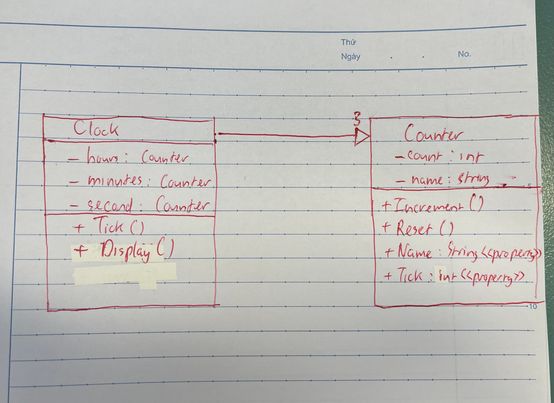 Thứ
Ngày . . No.
3
Clock
- hours: Counter
- minutes: Counter
- second: Counter
+ Tick ()
+ Display ()
Counter
- count: int
- name: string
+ Increment ()
+ Reset ()
+ Name: String <<property>>
+ Tick: int <<property>>
5
10